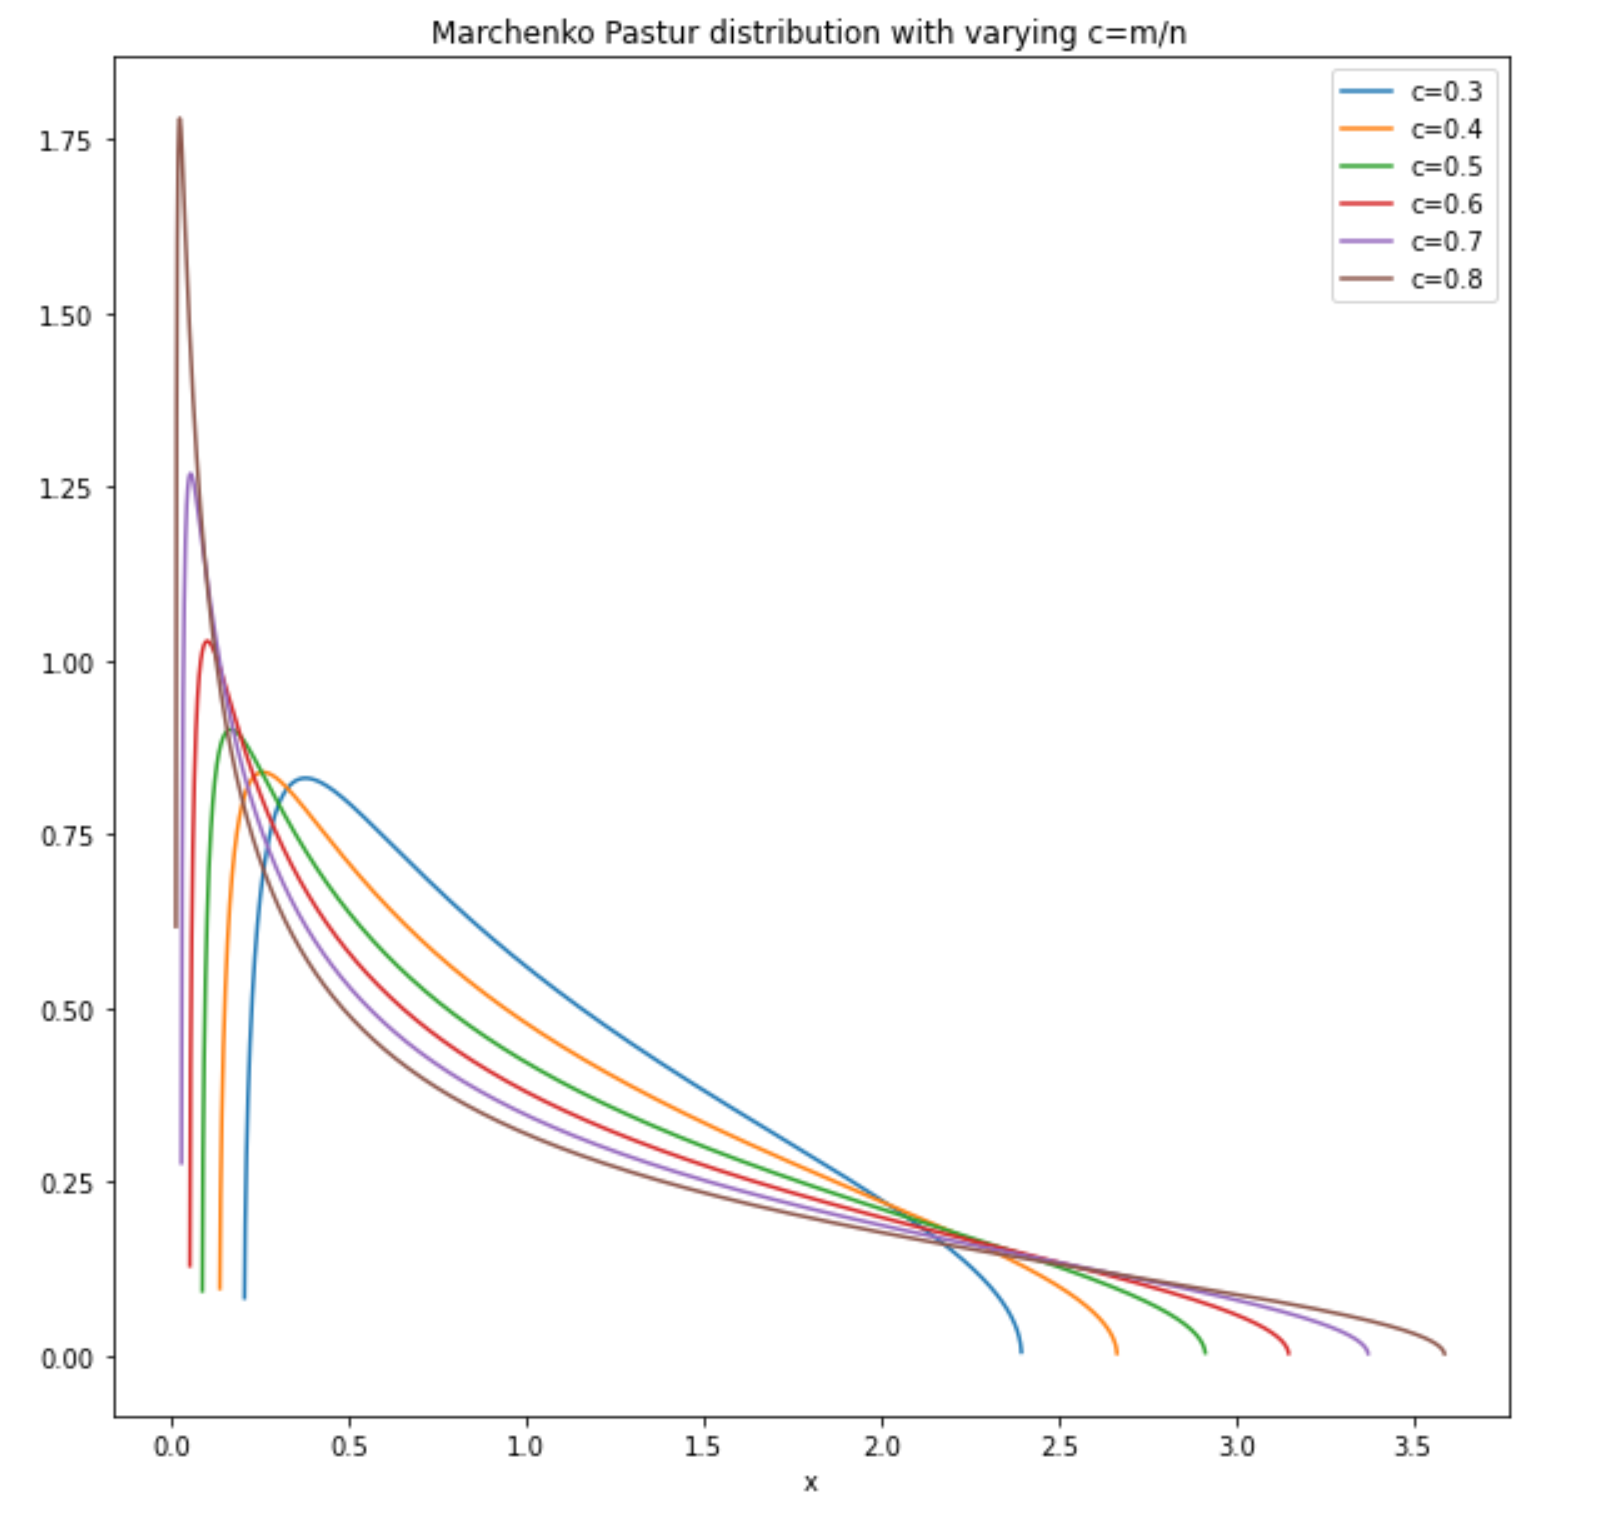 Marchenko Pastur distribution with varying c=m/n
c=0.3
c=0.4
c=0.5
c=0.6
c=0.7
c=0.8
1.75
1.50
1.25
1.00
0.75
0.50
0.25
0.00
0.0 0.5 1.0 1.5 2.0 2.5 3.0 3.5
x